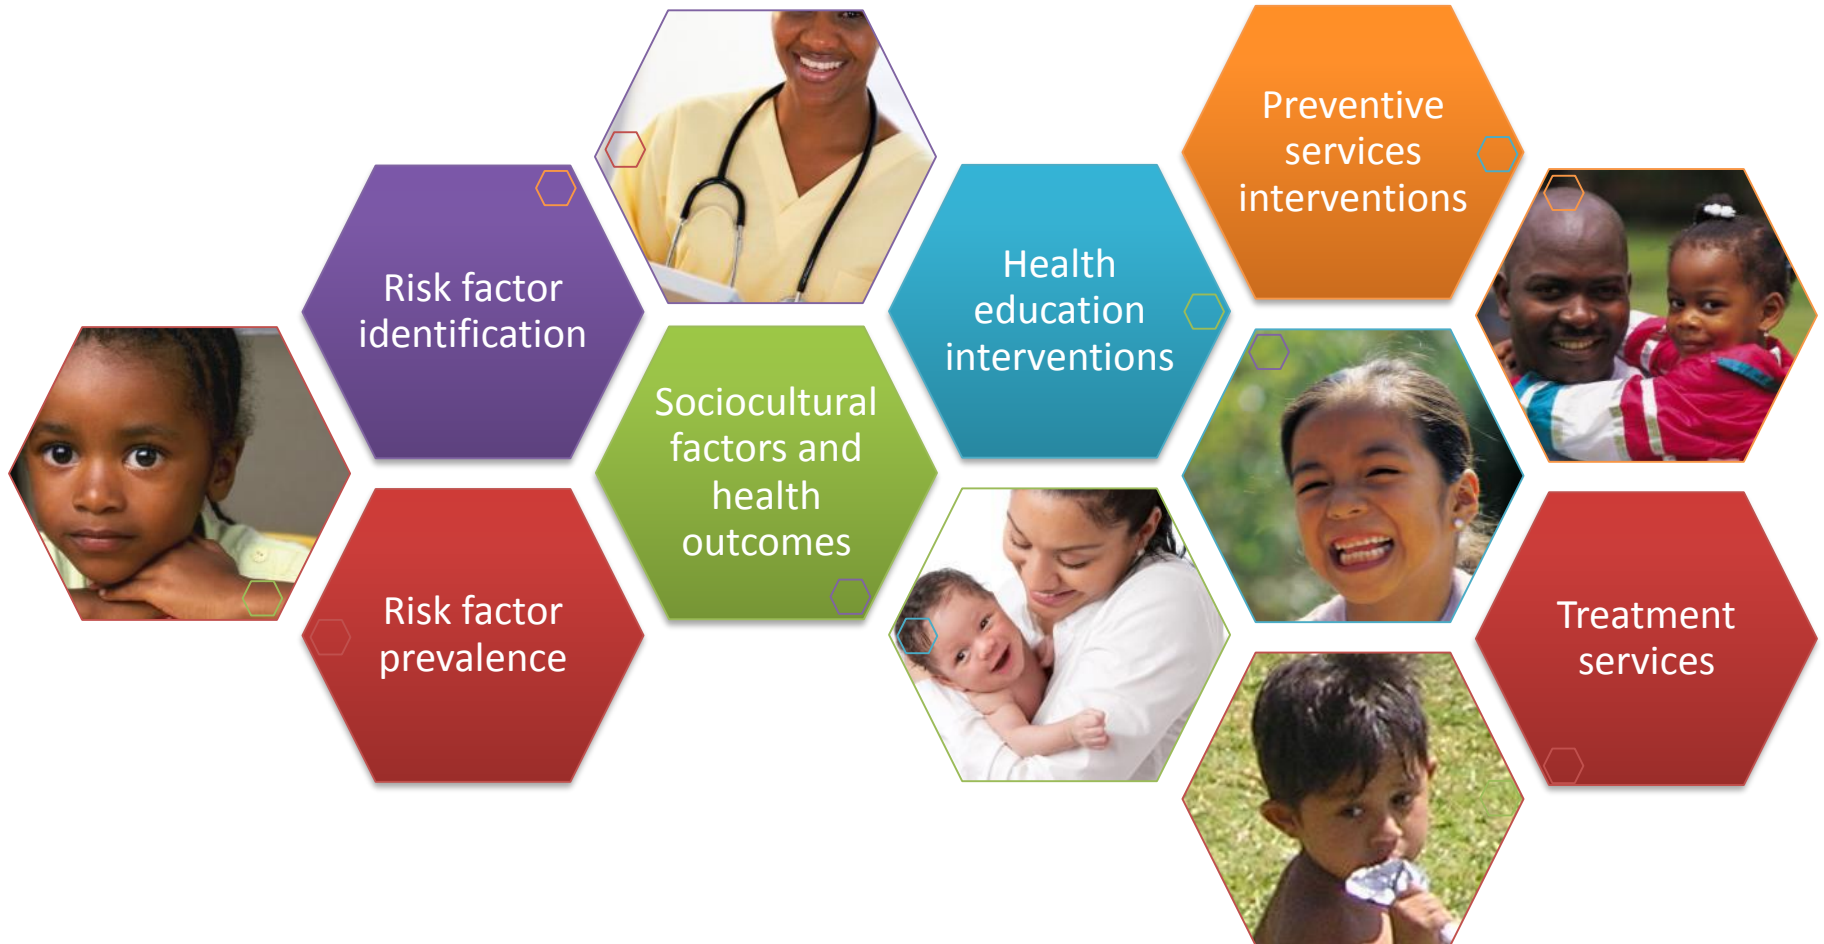 Risk factor
identification
Risk factor
prevalence
Sociocultural
factors and
health
outcomes
Health
education
interventions
Preventive
services
interventions
Treatment
services